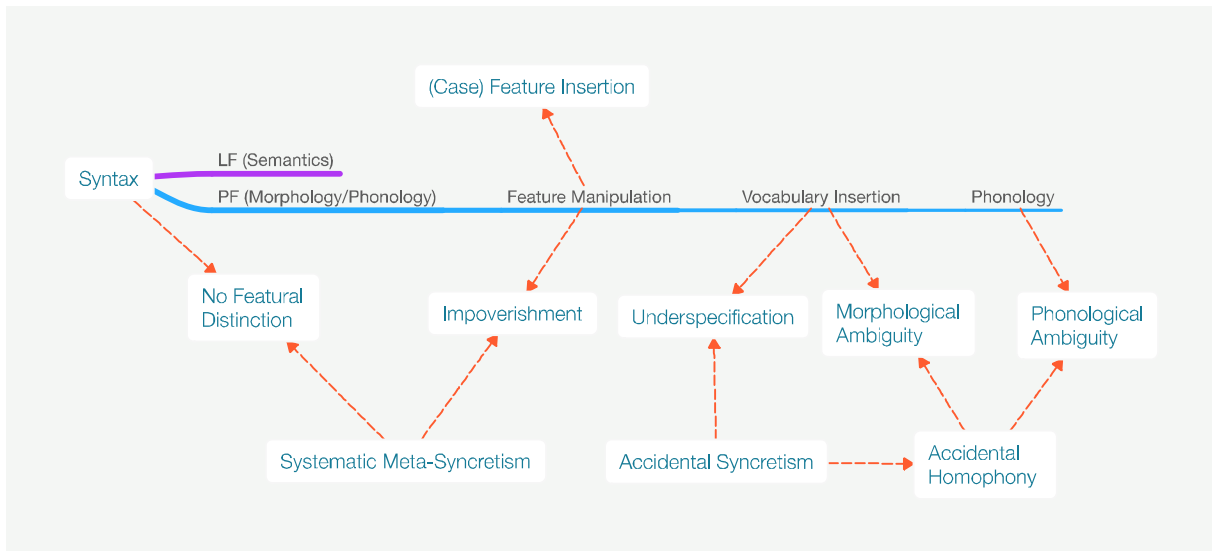 (Case) Feature Insertion
LF (Semantics)
Syntax
PF (Morphology/Phonology)
Feature Manipulation
Vocabulary Insertion
Phonology
No Featural
Distinction
Impoverishment
Underspecification
Morphological
Ambiguity
Phonological
Ambiguity
Systematic Meta-Syncretism
Accidental Syncretism
Accidental
Homophony